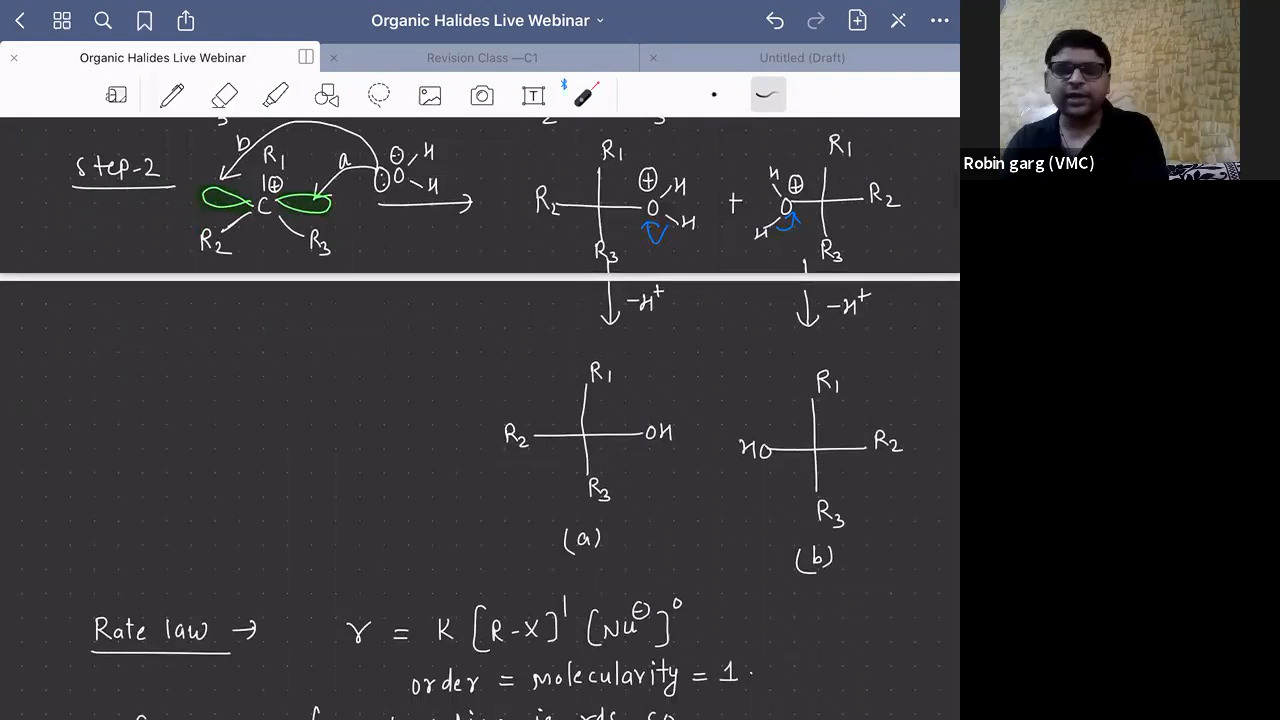 Organic Halides Live Webinar
Organic Halides Live Webinar
Revision Class —C1
Untitled (Draft)
Robin garg (VMC)
Step-2
b
a
R1
⊕
C
R2
R3
O
H
H
R1
R2
⊕
O
H
H
R3
+
H
O
⊕
H
R1
R2
R3
-H+
-H+
R1
R2
OH
R3
(a)
R1
HO
R2
R3
(b)
Rate law → r = K [R-X]^1 [Nu⊖]^0
order = molecularity = 1.